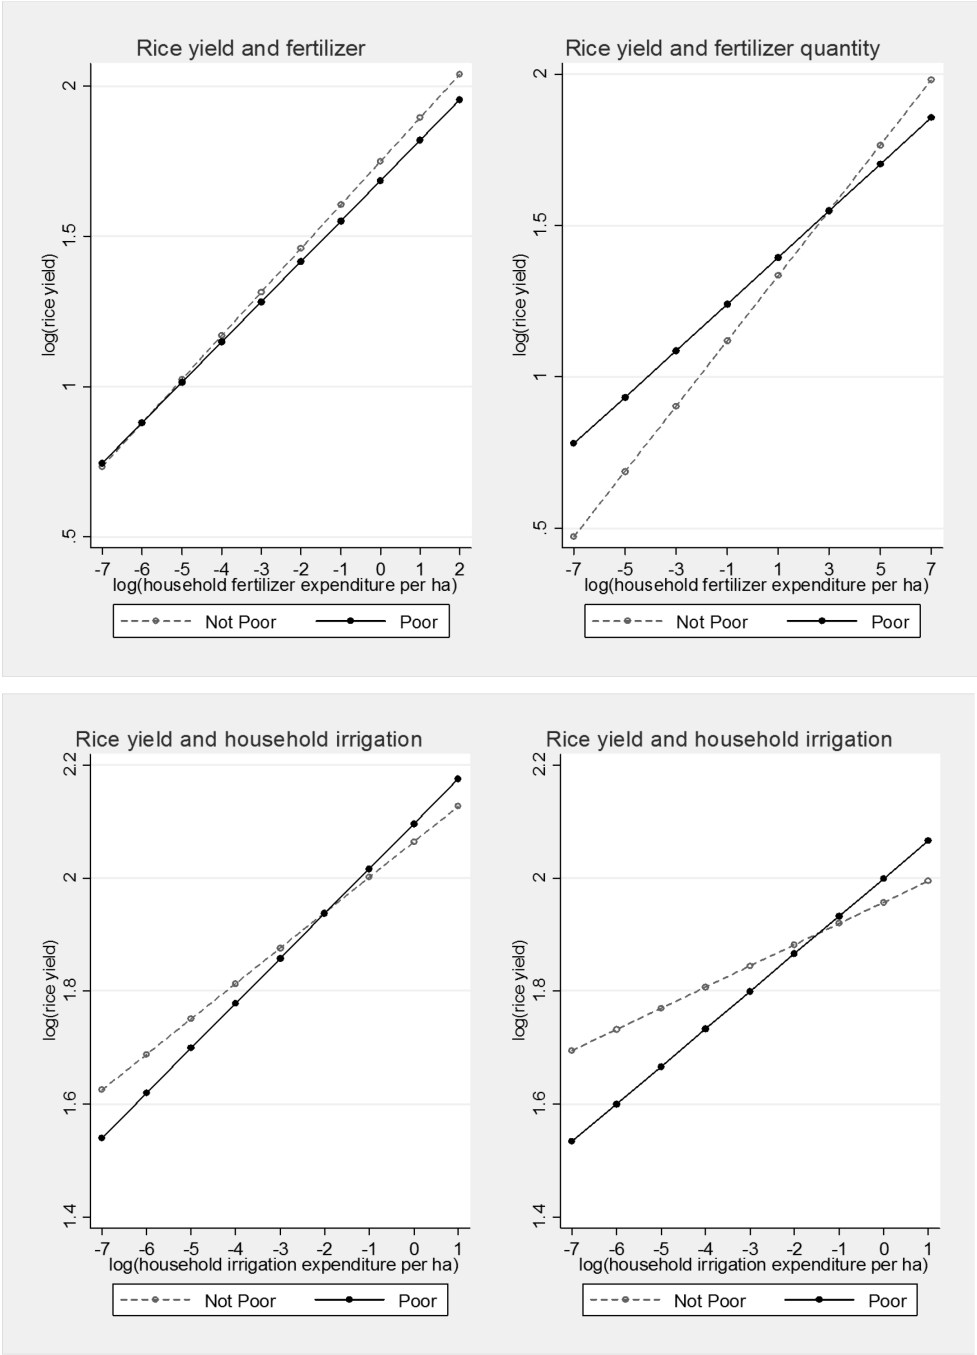 Rice yield and fertilizer
log(rice yield)
2
1.5
1
.5
-7 -6 -5 -4 -3 -2 -1 0 1 2
log(household fertilizer expenditure per ha)
Not Poor Poor
Rice yield and fertilizer quantity
log(rice yield)
2
1.5
1
.5
-7 -5 -3 -1 1 3 5 7
log(household fertilizer expenditure per ha)
Not Poor Poor
Rice yield and household irrigation
log(rice yield)
2.2
2
1.8
1.6
1.4
-7 -6 -5 -4 -3 -2 -1 0 1
log(household irrigation expenditure per ha)
Not Poor Poor
Rice yield and household irrigation
log(rice yield)
2.2
2
1.8
1.6
1.4
-7 -6 -5 -4 -3 -2 -1 0 1
log(household irrigation expenditure per ha)
Not Poor Poor